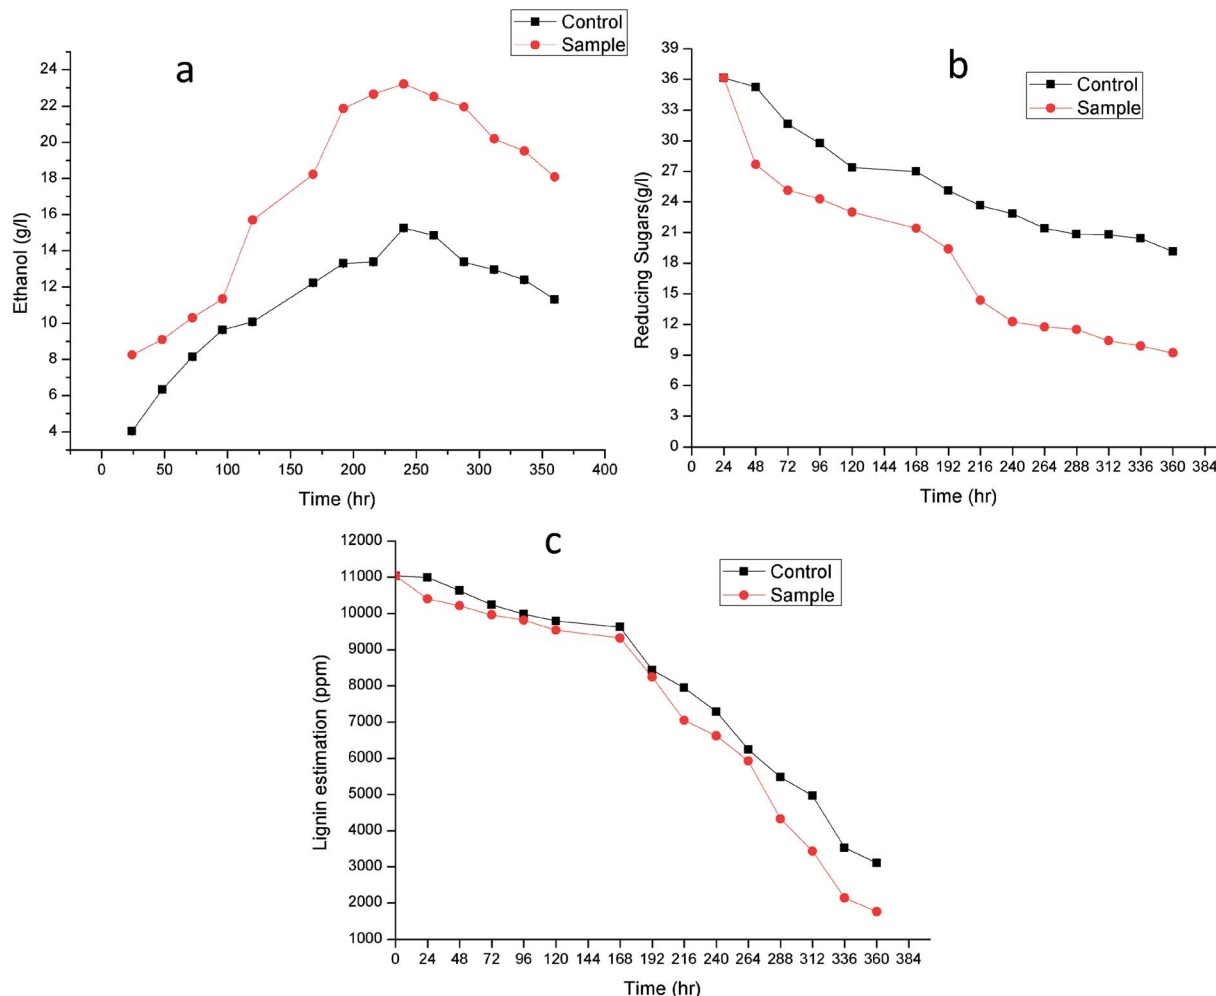 Control
Sample
a
24
22
20
18
16
14
12
10
8
6
4
Ethanol (g/l)
0 50 100 150 200 250 300 350 400
Time (hr)
b
Control
Sample
39
36
33
30
27
24
21
18
15
12
9
6
3
0
Reducing Sugars(g/l)
0 24 48 72 96 120 144 168 192 216 240 264 288 312 336 360 384
Time (hr)
c
Control
Sample
12000
11000
10000
9000
8000
7000
6000
5000
4000
3000
2000
1000
Lignin estimation (ppm)
0 24 48 72 96 120 144 168 192 216 240 264 288 312 336 360 384
Time (hr)